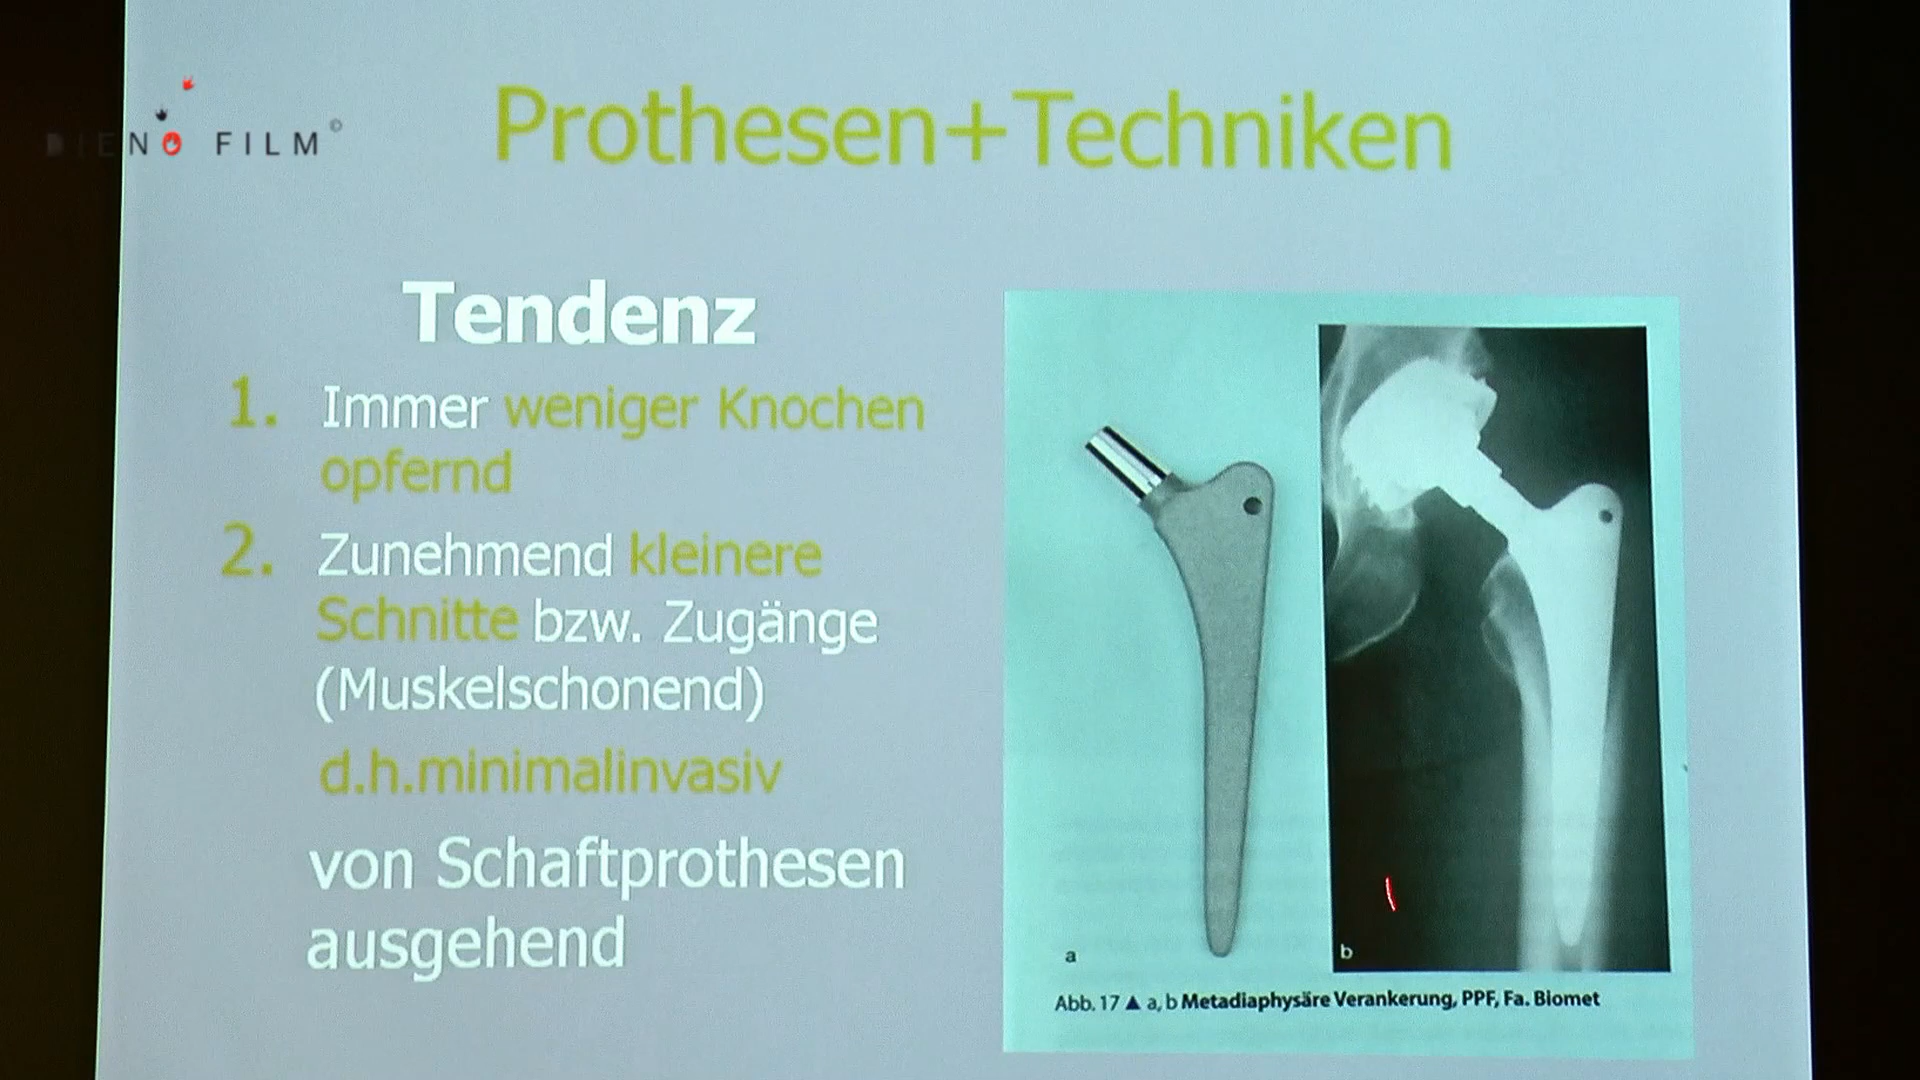 DIENO FILM©
Prothesen+Techniken
Tendenz
1. Immer weniger Knochen
opfernd
2. Zunehmend kleinere
Schnitte bzw. Zugänge
(Muskelschonend)
d.h.minimalinvasiv
von Schaftprothesen
ausgehend
a
b
Abb. 17 ▲ a, b Metadiaphysäre Verankerung, PPF, Fa. Biomet